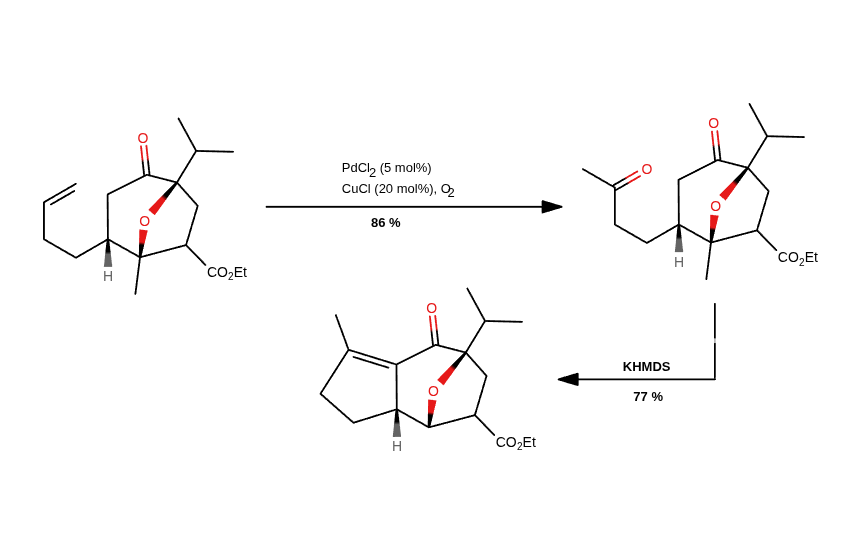 O
O
H
CO2Et
PdCl2 (5 mol%)
CuCl (20 mol%), O2
86 %
O
O
O
H
CO2Et
KHMDS
77 %
O
O
H
CO2Et